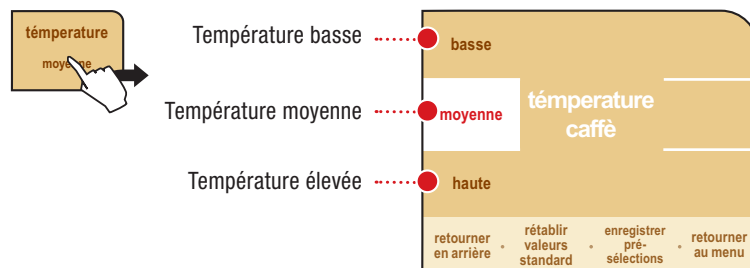 témperature
moyenne
Température basse
Température moyenne
Température élevée
basse
moyenne
haute
témperature
caffè
retourner
en arrière
rétablir
valeurs
standard
enregistrer
pré-
sélections
retourner
au menu